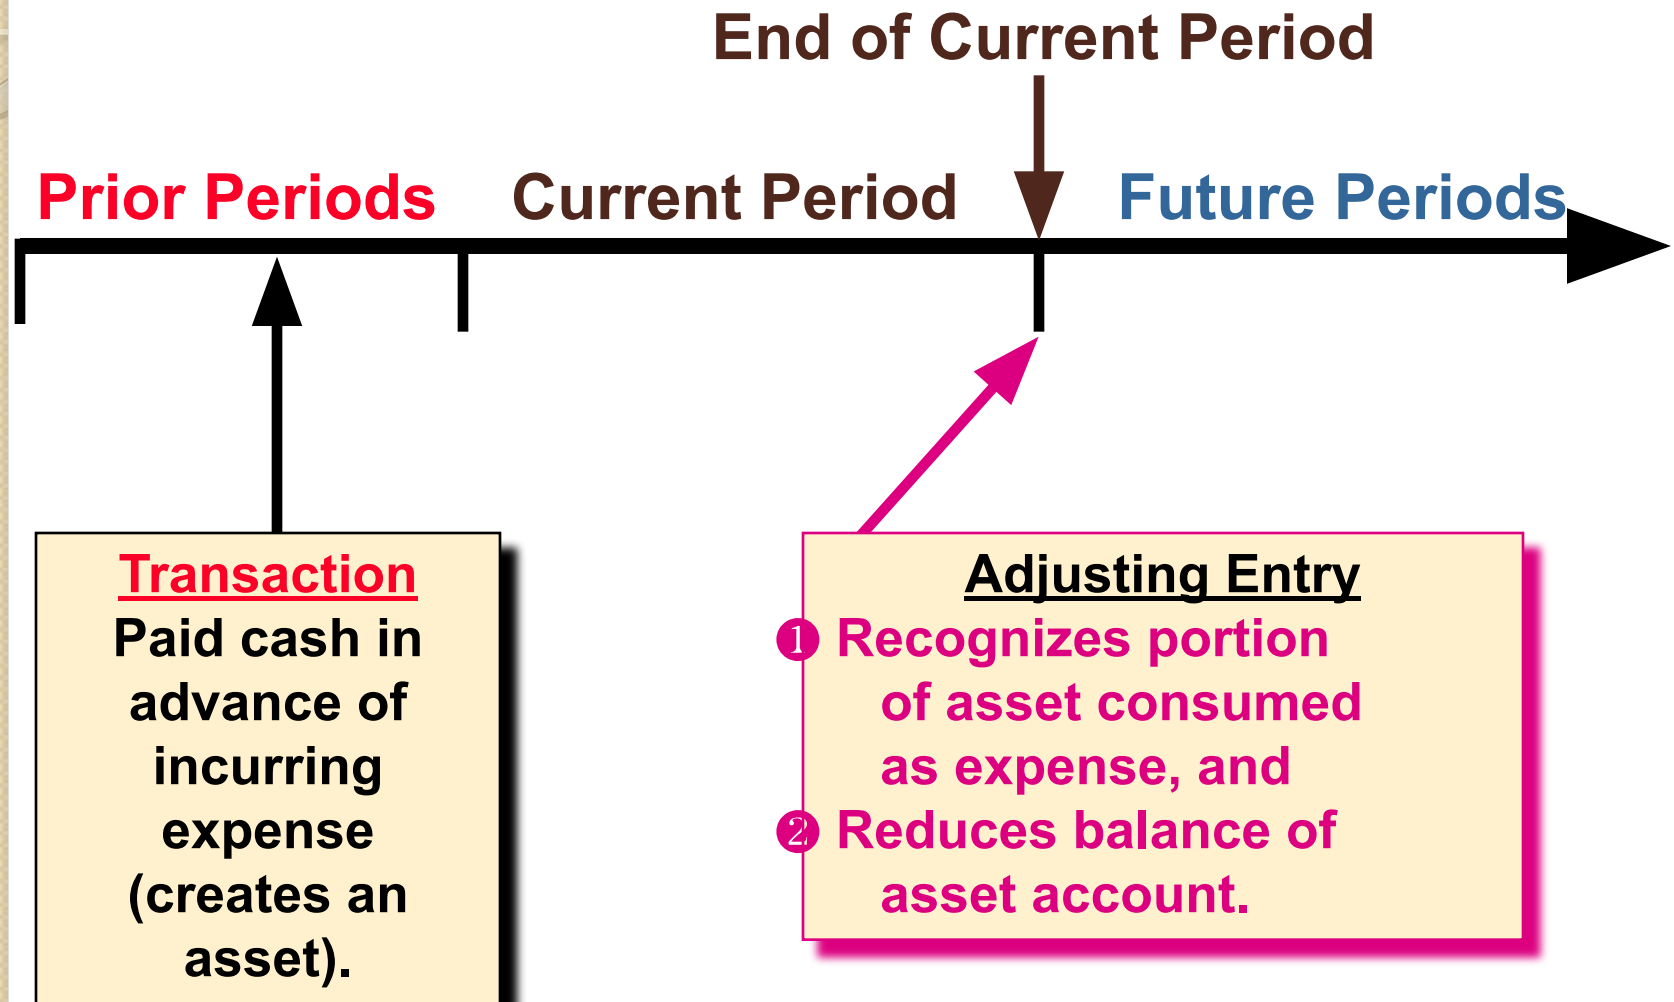 End of Current Period
Prior Periods
Current Period
Future Periods
Transaction
Paid cash in
advance of
incurring
expense
(creates an
asset).
Adjusting Entry
❶ Recognizes portion
of asset consumed
as expense, and
❷ Reduces balance of
asset account.